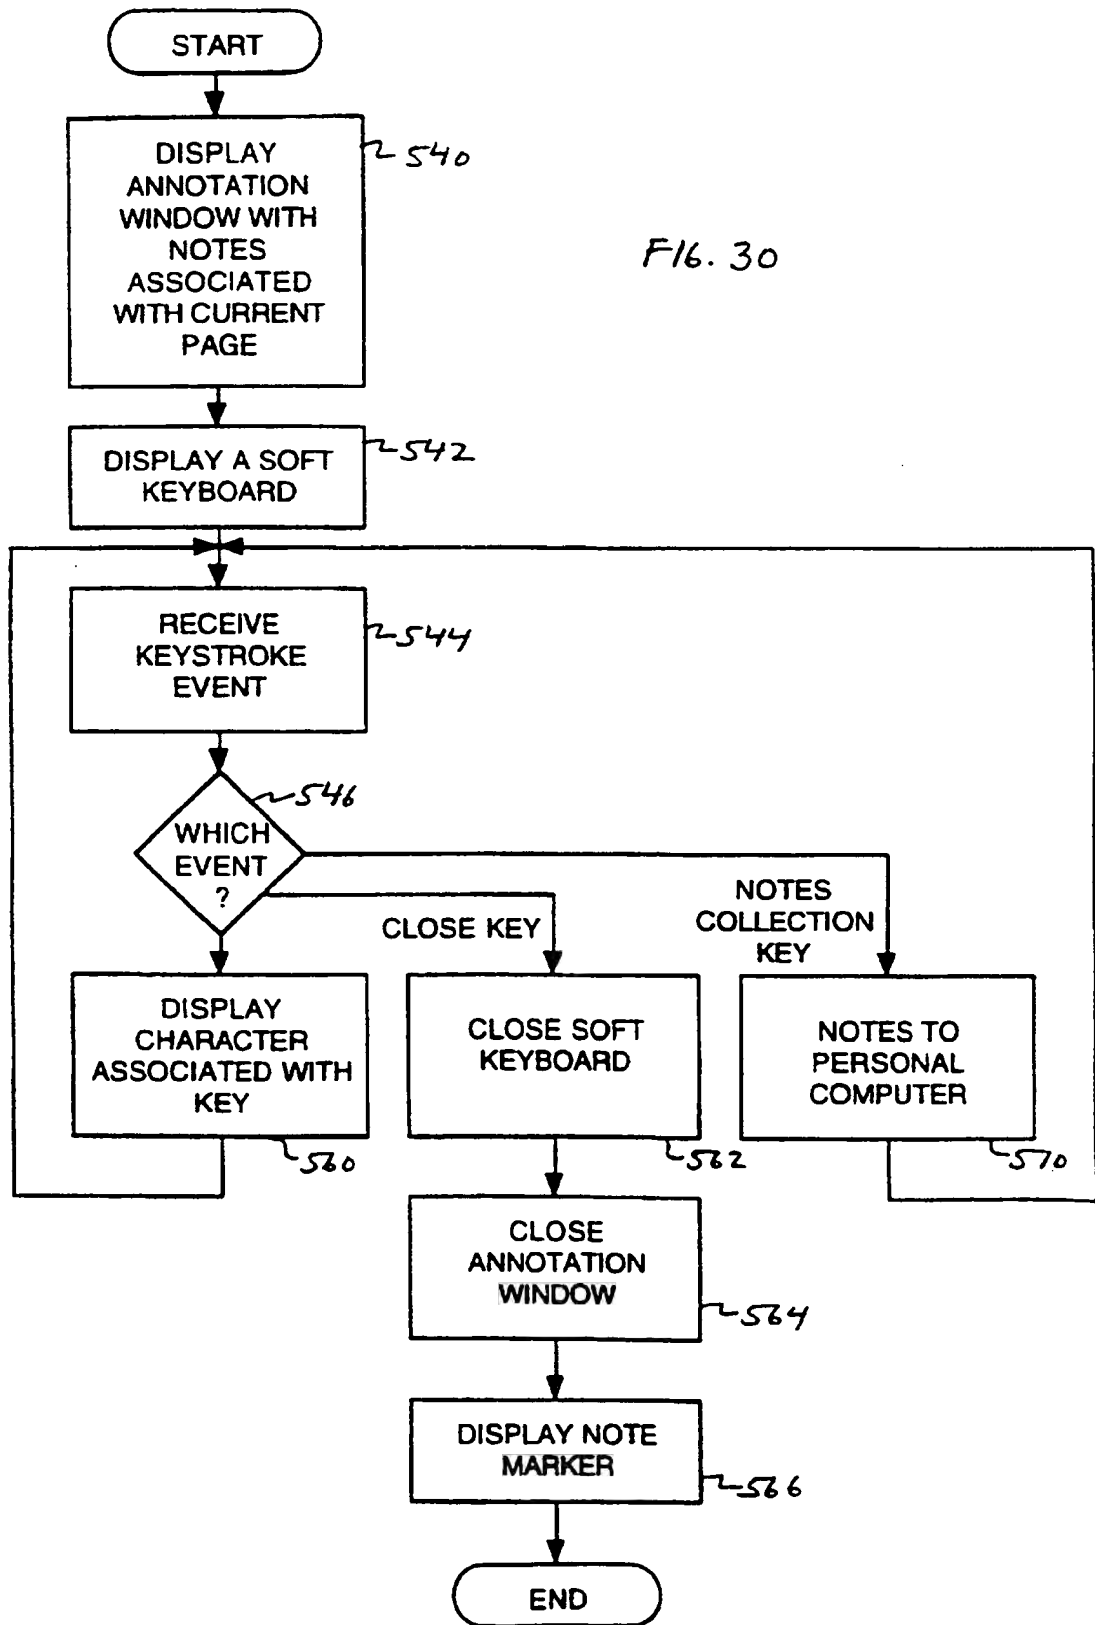 START
DISPLAY
ANNOTATION
WINDOW WITH
NOTES
ASSOCIATED
WITH CURRENT
PAGE
540
FIG. 30
DISPLAY A SOFT
KEYBOARD
542
RECEIVE
KEYSTROKE
EVENT
544
546
WHICH
EVENT
?
CLOSE KEY
NOTES
COLLECTION
KEY
DISPLAY
CHARACTER
ASSOCIATED WITH
KEY
560
CLOSE SOFT
KEYBOARD
562
NOTES TO
PERSONAL
COMPUTER
570
CLOSE
ANNOTATION
WINDOW
564
DISPLAY NOTE
MARKER
566
END